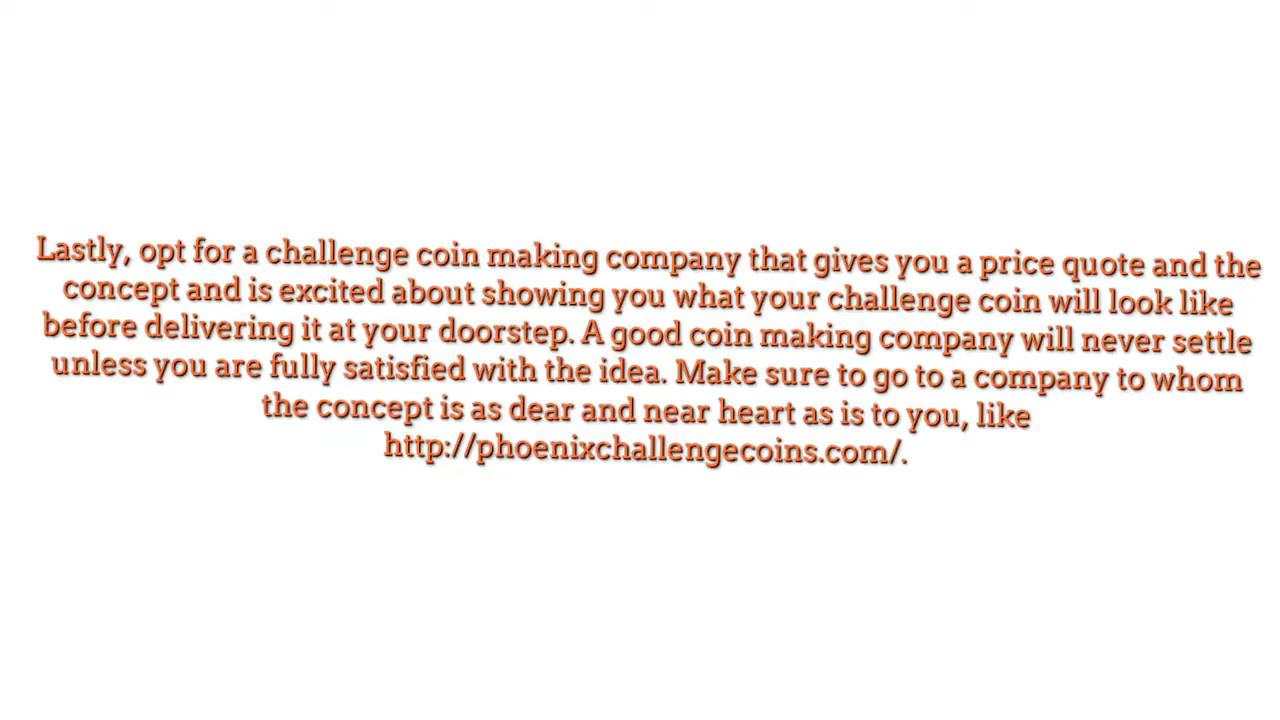 Lastly, opt for a challenge coin making company that gives you a price quote and the
concept and is excited about showing you what your challenge coin will look like
before delivering it at your doorstep. A good coin making company will never settle
unless you are fully satisfied with the idea. Make sure to go to a company to whom
the concept is as dear and near heart as is to you, like
http://phoenixchallengecoins.com/.